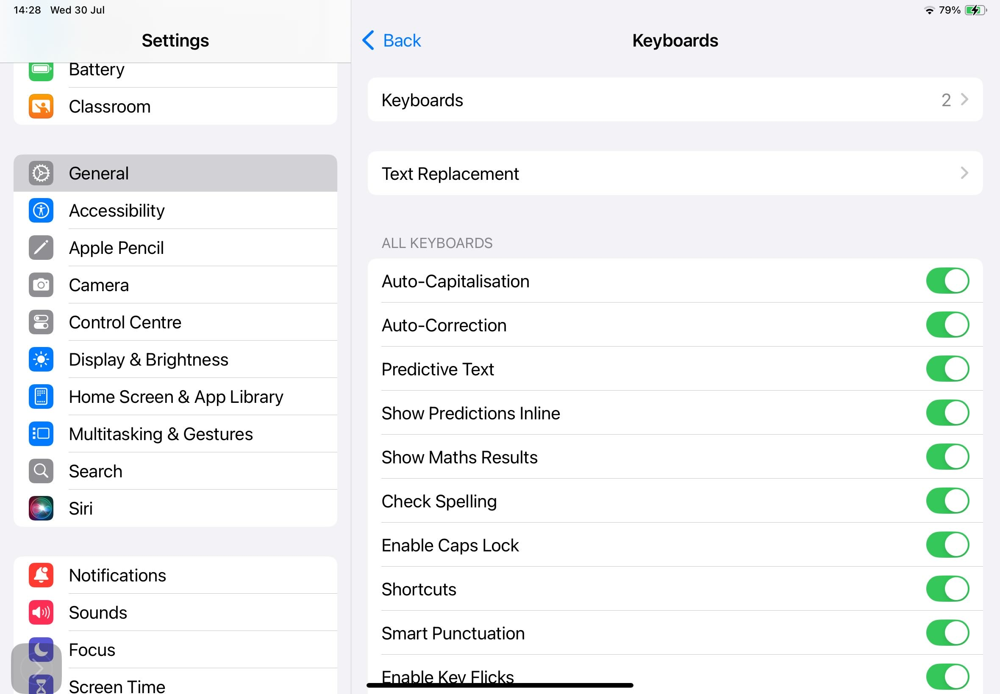 14:28 Wed 30 Jul
79%
Settings
Battery
Classroom
General
Accessibility
Apple Pencil
Camera
Control Centre
Display & Brightness
Home Screen & App Library
Multitasking & Gestures
Search
Siri
Notifications
Sounds
Focus
Screen Time
Back
Keyboards
Keyboards 2
Text Replacement
ALL KEYBOARDS
Auto-Capitalisation
Auto-Correction
Predictive Text
Show Predictions Inline
Show Maths Results
Check Spelling
Enable Caps Lock
Shortcuts
Smart Punctuation
Enable Key Flicks